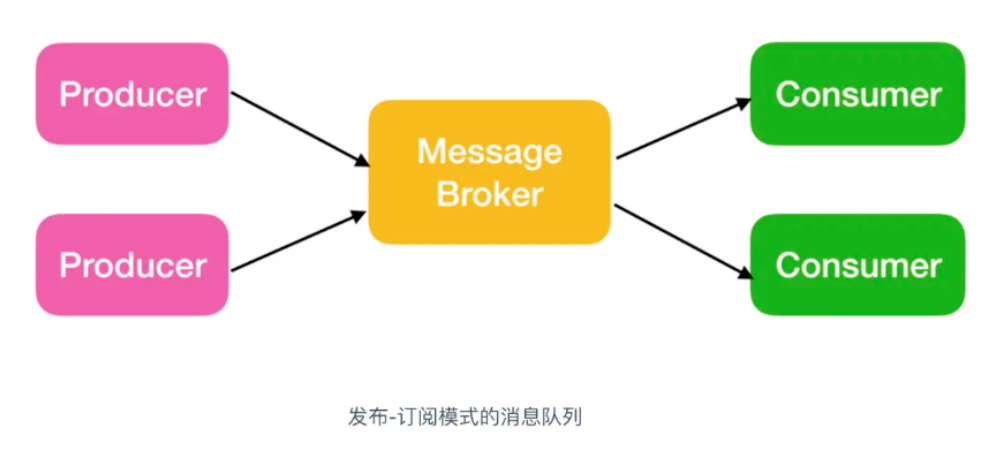 Producer
Consumer
Message
Broker
Producer
Consumer
发布-订阅模式的消息队列